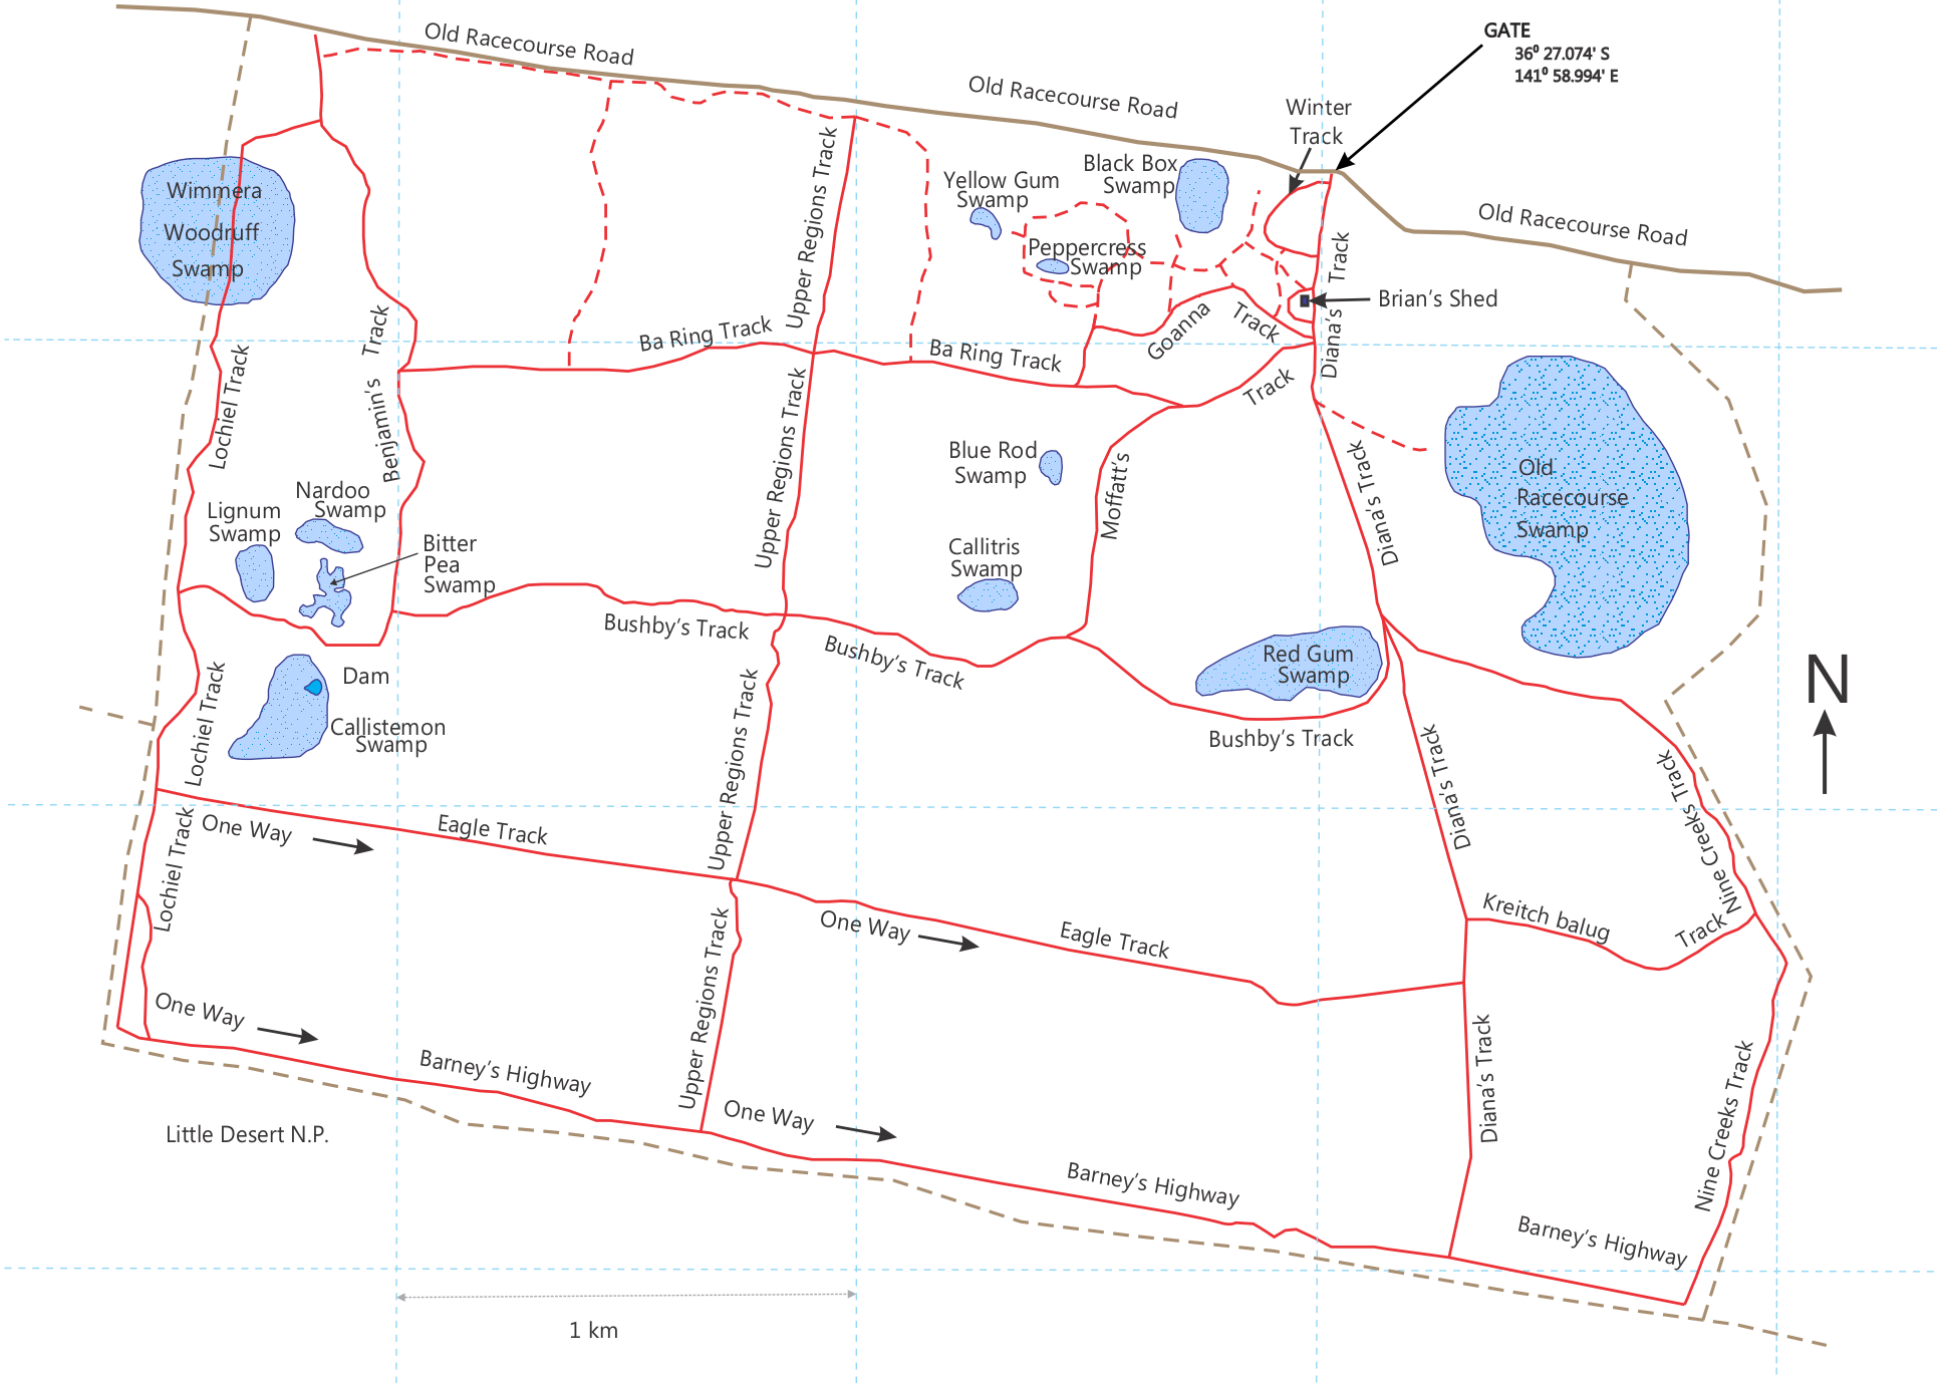 Old Racecourse Road
GATE
36⁰ 27.074' S
141⁰ 58.994' E
Old Racecourse Road
Winter
Track
Black Box
Swamp
Yellow Gum
Swamp
Peppercress
Swamp
Old Racecourse Road
Wimmera
Woodruff
Swamp
Upper Regions Track
Diana's Track
Brian's Shed
Benjamin's Track
Ba Ring Track
Ba Ring Track
Goanna Track
Lochiel Track
Upper Regions Track
Moffatt's Track
Blue Rod
Swamp
Diana's Track
Old
Racecourse
Swamp
Nardoo
Swamp
Lignum
Swamp
Bitter
Pea
Swamp
Callitris
Swamp
Bushby's Track
Bushby's Track
Red Gum
Swamp
Bushby's Track
N
Dam
Callistemon
Swamp
Lochiel Track
Upper Regions Track
Diana's Track
Nine Creeks Track
One Way
Eagle Track
Lochiel Track
One Way
Eagle Track
Kreitch balug Track
Upper Regions Track
One Way
Barney's Highway
Diana's Track
Nine Creeks Track
One Way
Little Desert N.P.
Barney's Highway
Barney's Highway
1 km